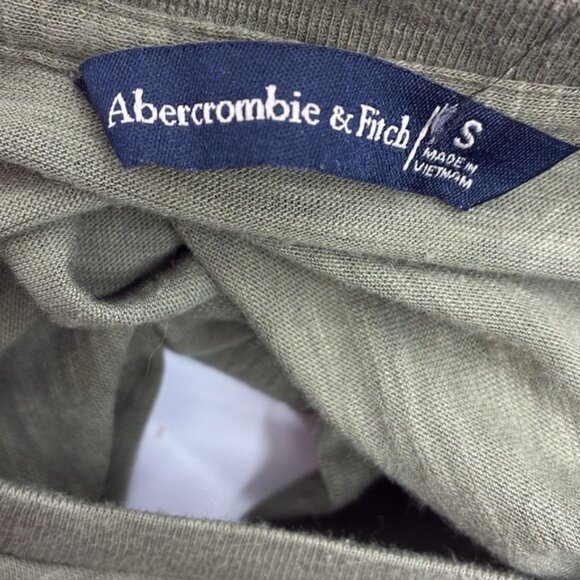 Abercrombie & Fitch
S
MADE IN
VIETNAM